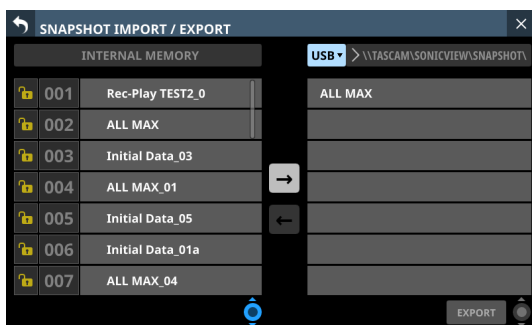 SNAPSHOT IMPORT / EXPORT
INTERNAL MEMORY
USB \\TASCAM\SONICVIEW\SNAPSHOT\
001 Rec-Play TEST2_0
ALL MAX
002 ALL MAX
003 Initial Data_03
004 ALL MAX_01
005 Initial Data_05
006 Initial Data_01a
007 ALL MAX_04
EXPORT